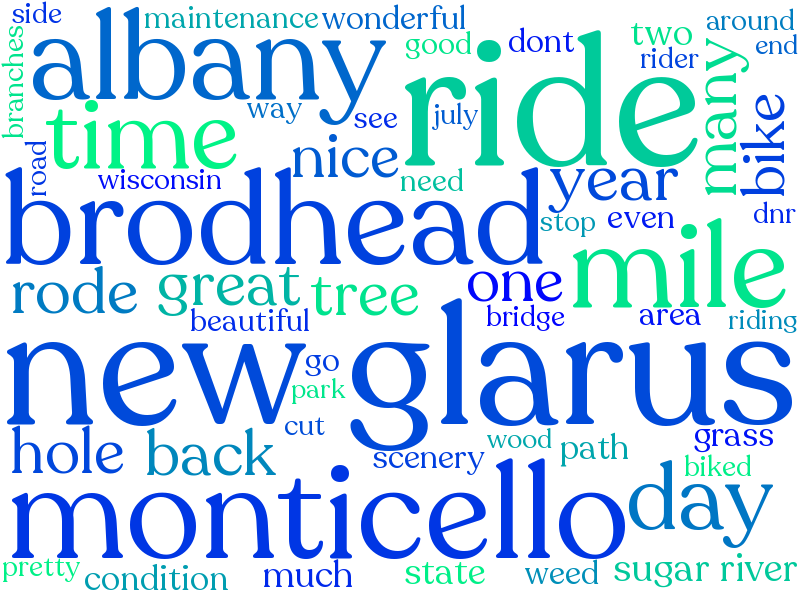 side
maintenance
wonderful
good
dont
two
around
rider
end
branches
albany
ride
many
bike
way
see
july
time
nice
road
wisconsin
need
year
brodhead
stop
even
dnr
rode
great
tree
one
mile
beautiful
bridge
area
riding
new glarus
go
park
cut
hole
back
scenery
wood
path
grass
biked
monticello
day
pretty
condition
much
state
weed
sugar river